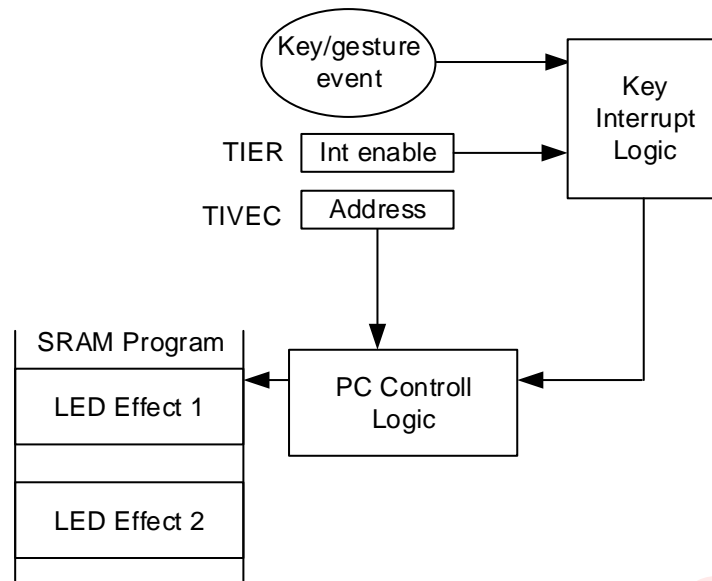 Key/gesture
event
Key
Interrupt
Logic
TIER
Int enable
TIVEC
Address
SRAM Program
LED Effect 1
PC Controll
Logic
LED Effect 2